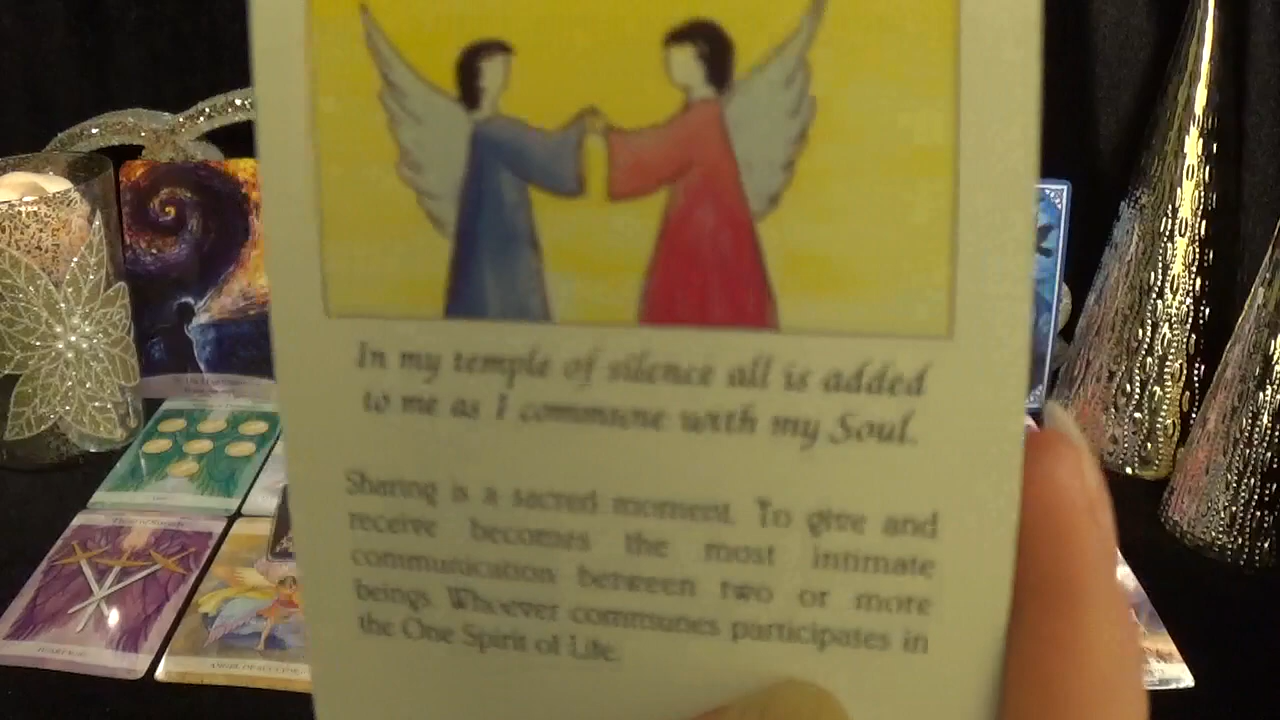 In my temple of silence all is added
to me as I commune with my Soul.
Sharing is a sacred moment. To give and
receive becomes the most intimate
communication between two or more
beings. Whoever communes participates in
the One Spirit of Life.